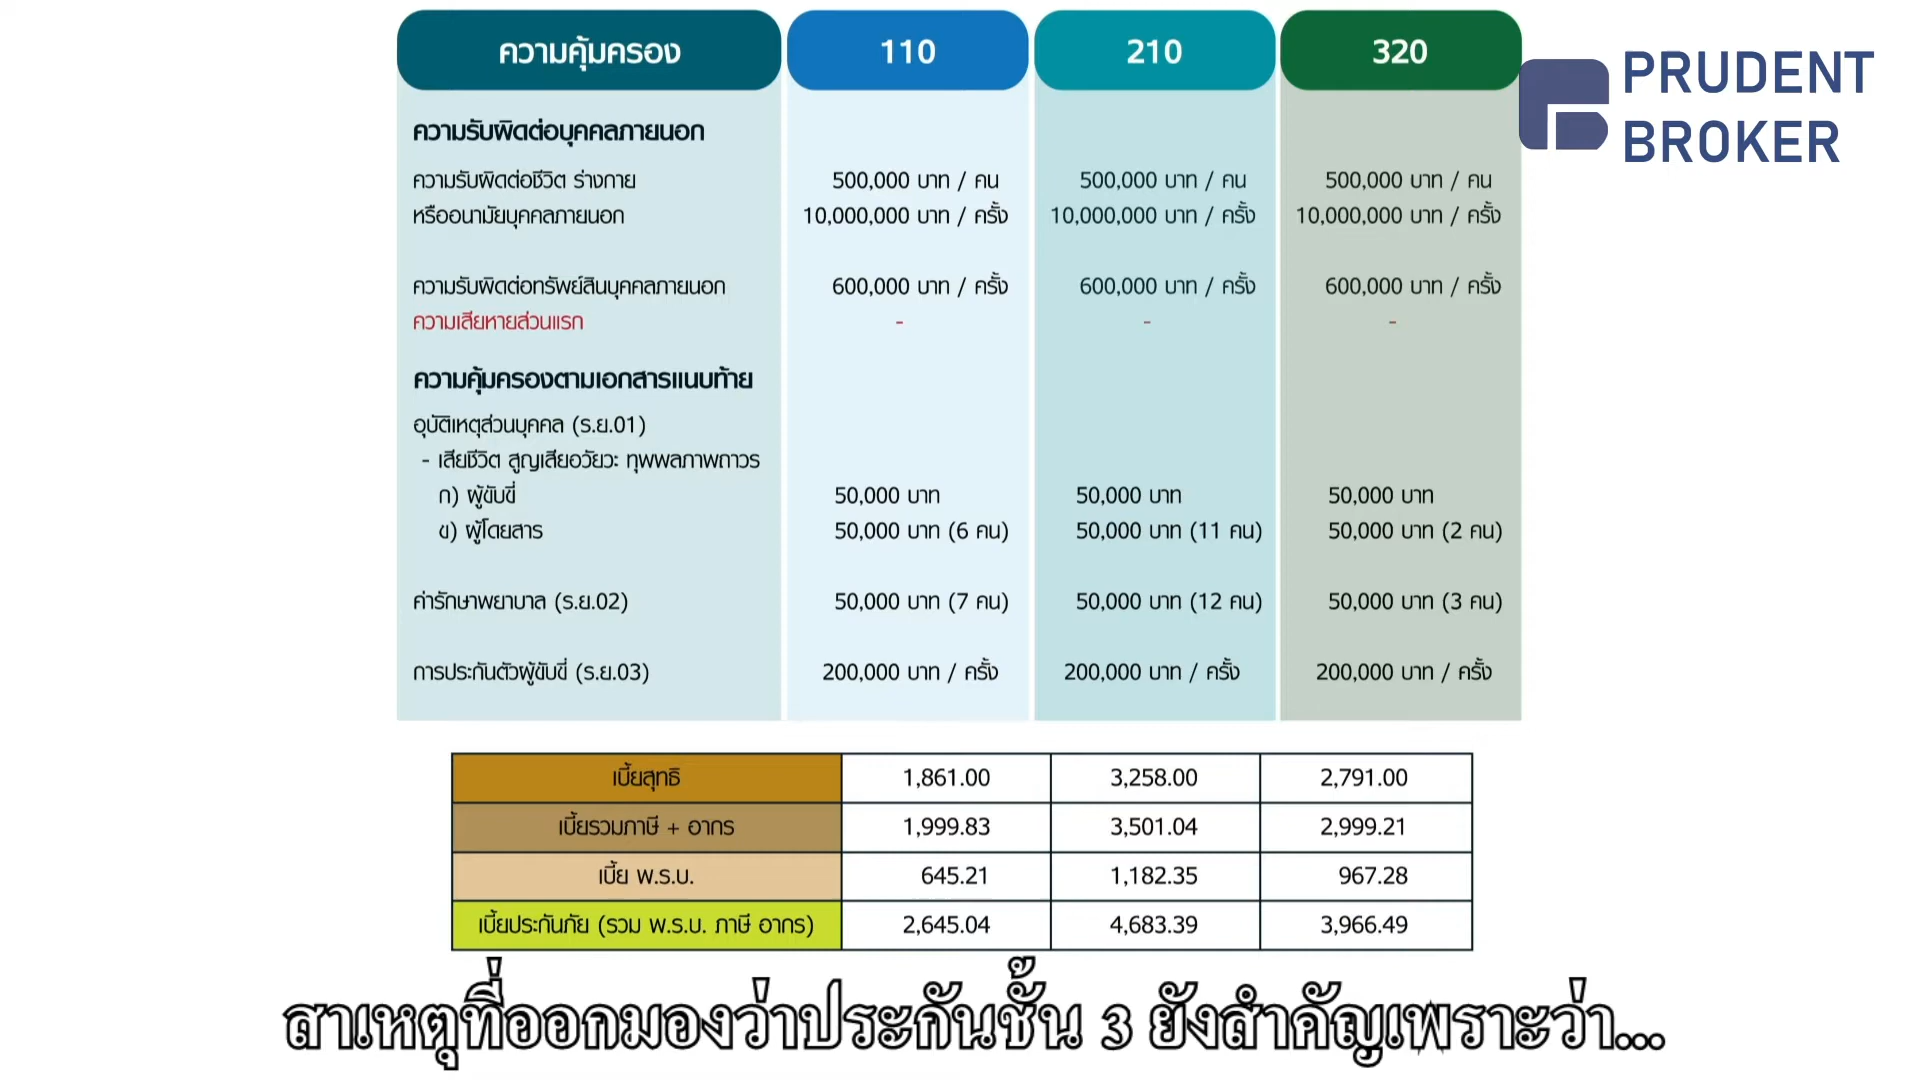 ความคุ้มครอง 110 210 320
PRUDENT
BROKER
ความรับผิดต่อบุคคลภายนอก
ความรับผิดต่อชีวิต ร่างกาย 500,000 บาท / คน 500,000 บาท / คน 500,000 บาท / คน
หรืออนามัยบุคคลภายนอก 10,000,000 บาท / ครั้ง 10,000,000 บาท / ครั้ง 10,000,000 บาท / ครั้ง
ความรับผิดต่อทรัพย์สินบุคคลภายนอก 600,000 บาท / ครั้ง 600,000 บาท / ครั้ง 600,000 บาท / ครั้ง
ความเสียหายส่วนแรก - - -
ความคุ้มครองตามเอกสารแนบท้าย
อุบัติเหตุส่วนบุคคล (ร.ย.01)
- เสียชีวิต สูญเสียอวัยวะ ทุพพลภาพถาวร
ก) ผู้ขับขี่ 50,000 บาท 50,000 บาท 50,000 บาท
ข) ผู้โดยสาร 50,000 บาท (6 คน) 50,000 บาท (11 คน) 50,000 บาท (2 คน)
ค่ารักษาพยาบาล (ร.ย.02) 50,000 บาท (7 คน) 50,000 บาท (12 คน) 50,000 บาท (3 คน)
การประกันตัวผู้ขับขี่ (ร.ย.03) 200,000 บาท / ครั้ง 200,000 บาท / ครั้ง 200,000 บาท / ครั้ง
เบี้ยสุทธิ 1,861.00 3,258.00 2,791.00
เบี้ยรวมภาษี + อากร 1,999.83 3,501.04 2,999.21
เบี้ย พ.ร.บ. 645.21 1,182.35 967.28
เบี้ยประกันภัย (รวม พ.ร.บ. ภาษี อากร) 2,645.04 4,683.39 3,966.49
สาเหตุที่ออกมองว่าประกันชั้น 3 ยังสำคัญเพราะว่า...